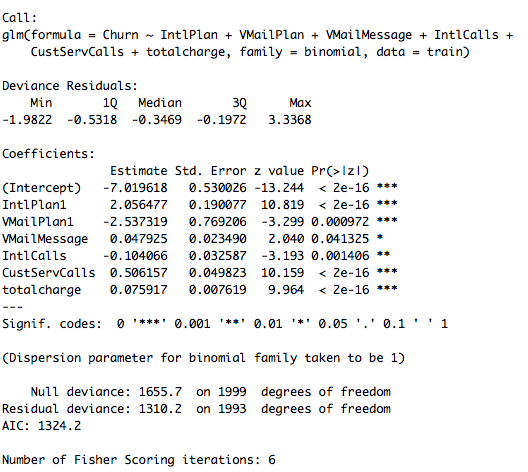 Call:
glm(formula = Churn ~ IntlPlan + VMailPlan + VMailMessage + IntlCalls +
    CustServCalls + totalcharge, family = binomial, data = train)
Deviance Residuals:
    Min      1Q  Median      3Q     Max
-1.9822 -0.5318 -0.3469 -0.1972  3.3368
Coefficients:
               Estimate Std. Error z value Pr(>|z|)
(Intercept)   -7.019618   0.530026 -13.244  < 2e-16 ***
IntlPlan1      2.056477   0.190077  10.819  < 2e-16 ***
VMailPlan1    -2.537319   0.769206  -3.299 0.000972 ***
VMailMessage   0.047925   0.023490   2.040 0.041325 *
IntlCalls     -0.104066   0.032587  -3.193 0.001406 **
CustServCalls  0.506157   0.049823  10.159  < 2e-16 ***
totalcharge    0.075917   0.007619   9.964  < 2e-16 ***
---
Signif. codes:  0 '***' 0.001 '**' 0.01 '*' 0.05 '.' 0.1 ' ' 1
(Dispersion parameter for binomial family taken to be 1)
    Null deviance: 1655.7  on 1999  degrees of freedom
Residual deviance: 1310.2  on 1993  degrees of freedom
AIC: 1324.2
Number of Fisher Scoring iterations: 6